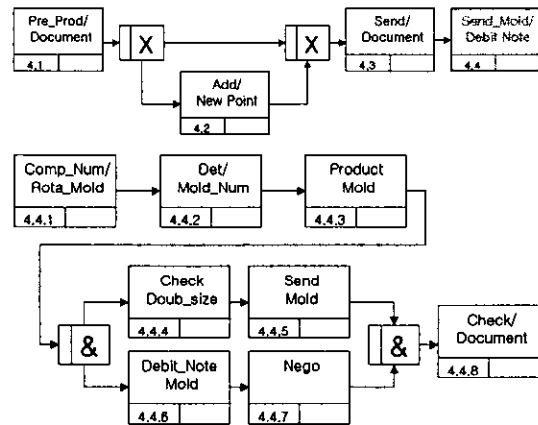 Pre_Prod/
Document
4.1
X
X
Send/
Document
4.3
Send_Mold/
Debit Note
4.4
Add/
New Point
4.2
Comp_Num/
Rota_Mold
4.4.1
Det/
Mold_Num
4.4.2
Product
Mold
4.4.3
&
Check
Doub_size
4.4.4
Send
Mold
4.4.5
&
Check/
Document
4.4.8
Debit_Note
Mold
4.4.6
Nego
4.4.7